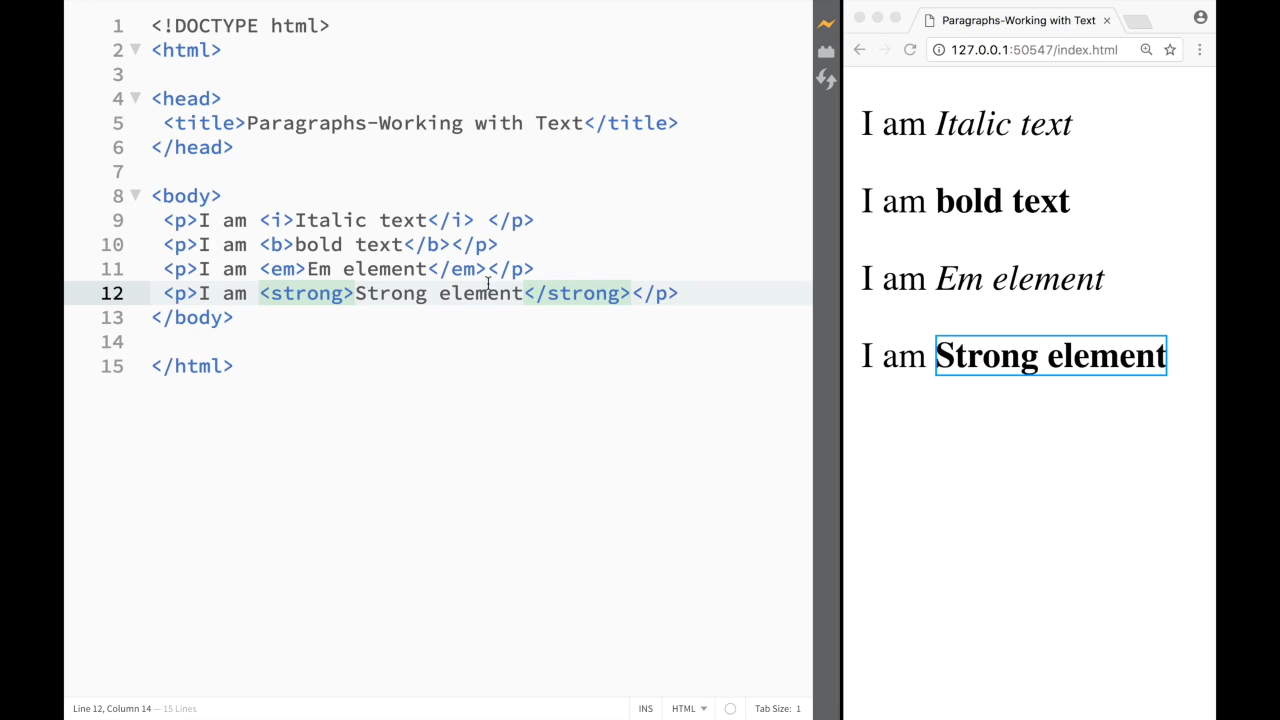 1 <!DOCTYPE html>
2 <html>
3
4 <head>
5 <title>Paragraphs-Working with Text</title>
6 </head>
7
8 <body>
9 <p>I am <i>Italic text</i> </p>
10 <p>I am <b>bold text</b></p>
11 <p>I am <em>Em element</em></p>
12 <p>I am <strong>Strong element</strong></p>
13 </body>
14
15 </html>
Line 12, Column 14 — 15 Lines
INS HTML Tab Size: 1
Paragraphs-Working with Text
127.0.0.1:50547/index.html
I am Italic text
I am bold text
I am Em element
I am Strong element